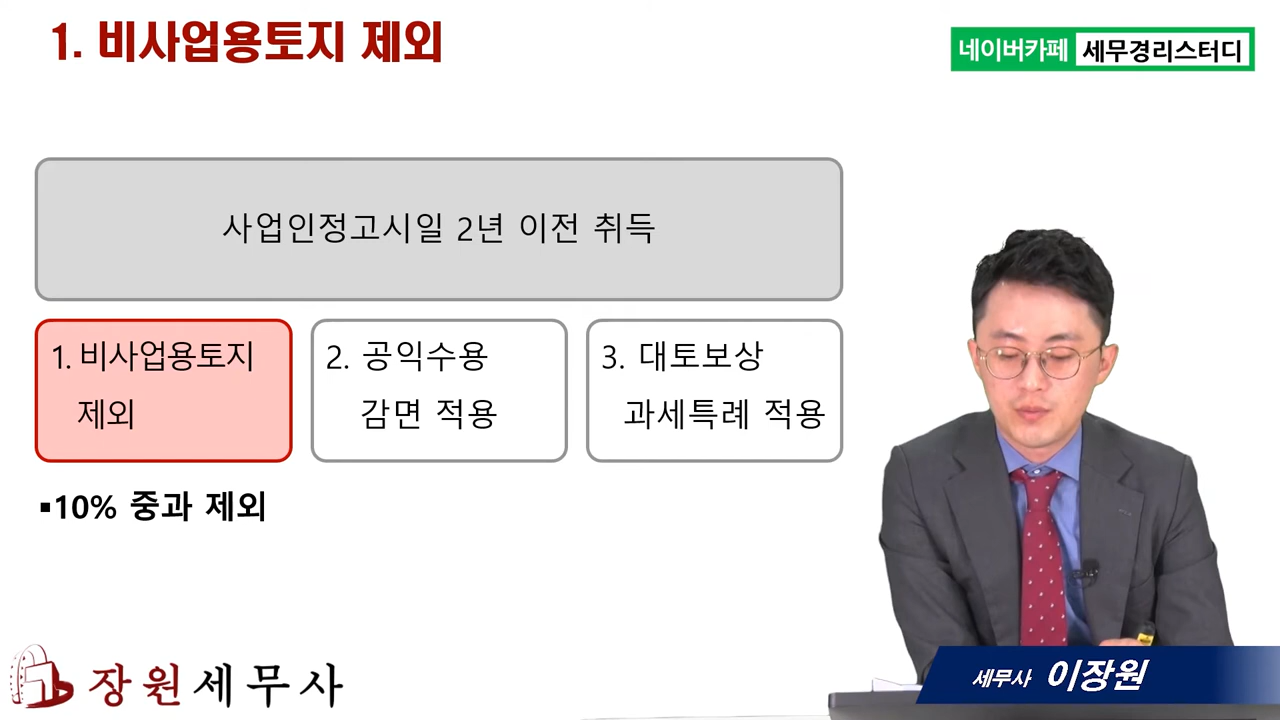 1. 비사업용토지 제외
네이버카페 세무경리스터디
사업인정고시일 2년 이전 취득
1. 비사업용토지
제외
2. 공익수용
감면 적용
3. 대토보상
과세특례 적용
▪10% 중과 제외
장원세무사
세무사 이장원